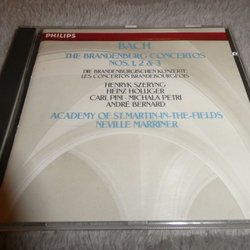 PHILIPS
BACH
THE BRANDENBURG CONCERTOS
NOS. 1, 2 & 3
DIE BRANDENBURGISCHEN KONZERTE
LES CONCERTOS BRANDEBOURGEOIS
HENRYK SZERYNG
HEINZ HOLLIGER
CARL PINI · MICHALA PETRI
ANDRÉ BERNARD
ACADEMY OF ST. MARTIN-IN-THE-FIELDS
NEVILLE MARRINER